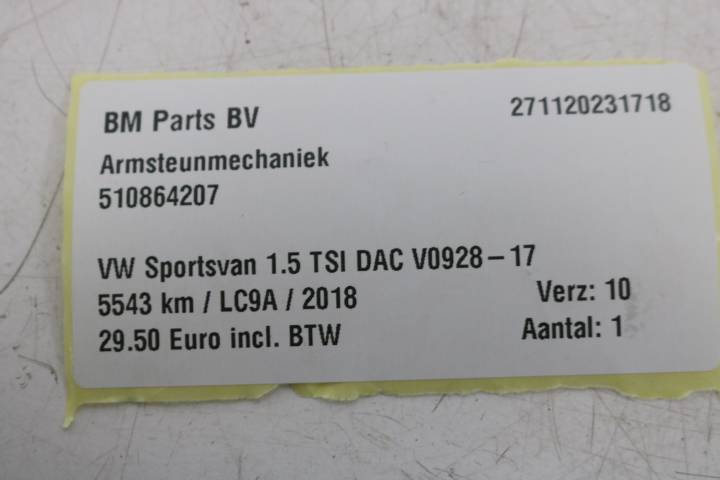 BM Parts BV 271120231718
Armsteunmechaniek
510864207
VW Sportsvan 1.5 TSI DAC V0928-17
5543 km / LC9A / 2018 Verz: 10
29.50 Euro incl. BTW Aantal: 1